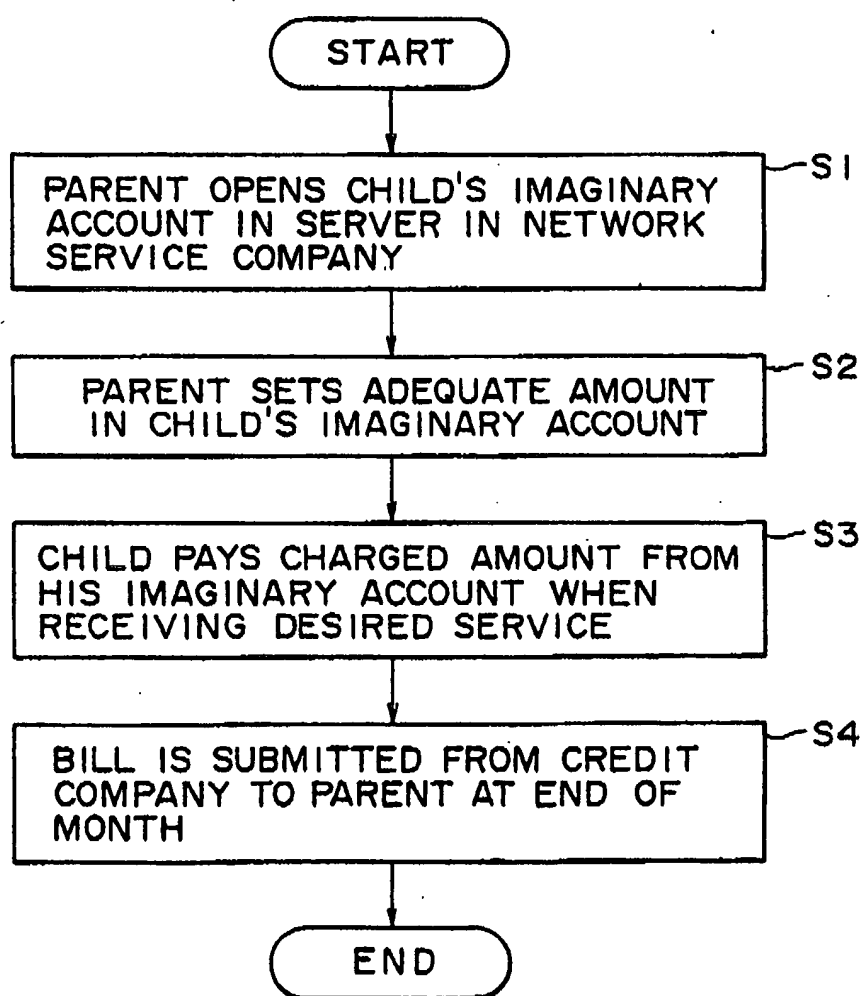 START
S1
PARENT OPENS CHILD'S IMAGINARY
ACCOUNT IN SERVER IN NETWORK
SERVICE COMPANY
S2
PARENT SETS ADEQUATE AMOUNT
IN CHILD'S IMAGINARY ACCOUNT
S3
CHILD PAYS CHARGED AMOUNT FROM
HIS IMAGINARY ACCOUNT WHEN
RECEIVING DESIRED SERVICE
S4
BILL IS SUBMITTED FROM CREDIT
COMPANY TO PARENT AT END OF
MONTH
END